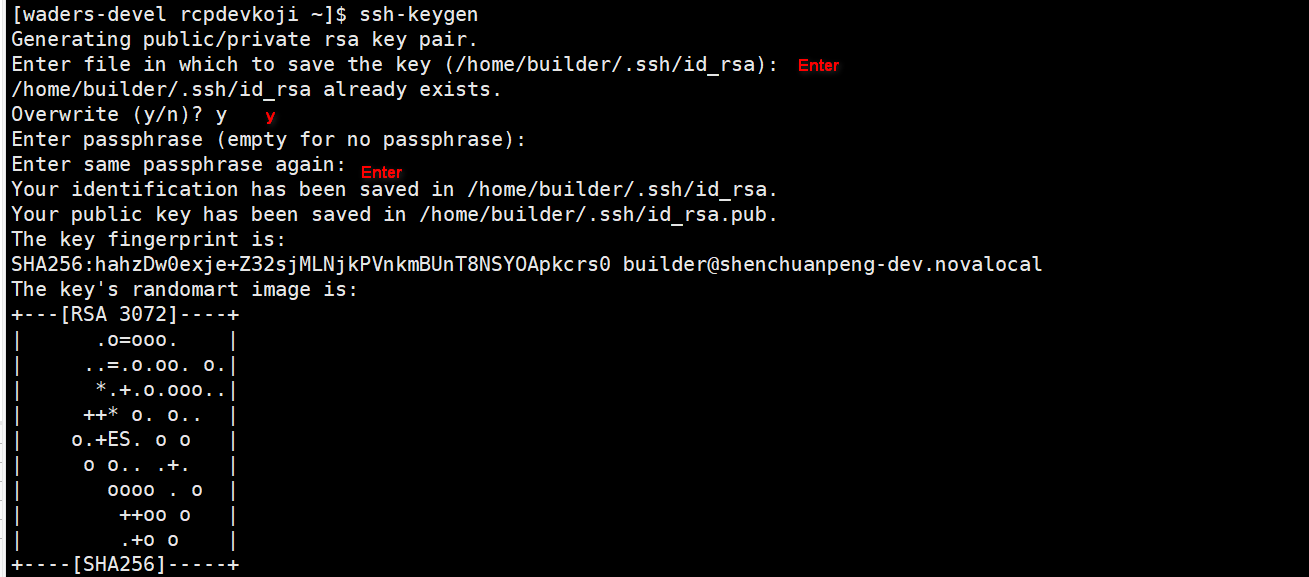 [waders-devel rcpdevkoji ~]$ ssh-keygen
Generating public/private rsa key pair.
Enter file in which to save the key (/home/builder/.ssh/id_rsa): Enter
/home/builder/.ssh/id_rsa already exists.
Overwrite (y/n)? y y
Enter passphrase (empty for no passphrase):
Enter same passphrase again: Enter
Your identification has been saved in /home/builder/.ssh/id_rsa.
Your public key has been saved in /home/builder/.ssh/id_rsa.pub.
The key fingerprint is:
SHA256:hahzDw0exje+Z32sjMLNjkPVnkmBUnT8NSYOApkcrs0 builder@shenchuanpeng-dev.novalocal
The key's randomart image is:
+---[RSA 3072]----+
|      .o=ooo.    |
|     ..=.o.oo. o.|
|      *.+.o.ooo..|
|     ++* o. o..  |
|    o.+ES. o o   |
|     o o.. .+.   |
|       oooo . o  |
|        ++oo o   |
|        .+o o    |
+----[SHA256]-----+